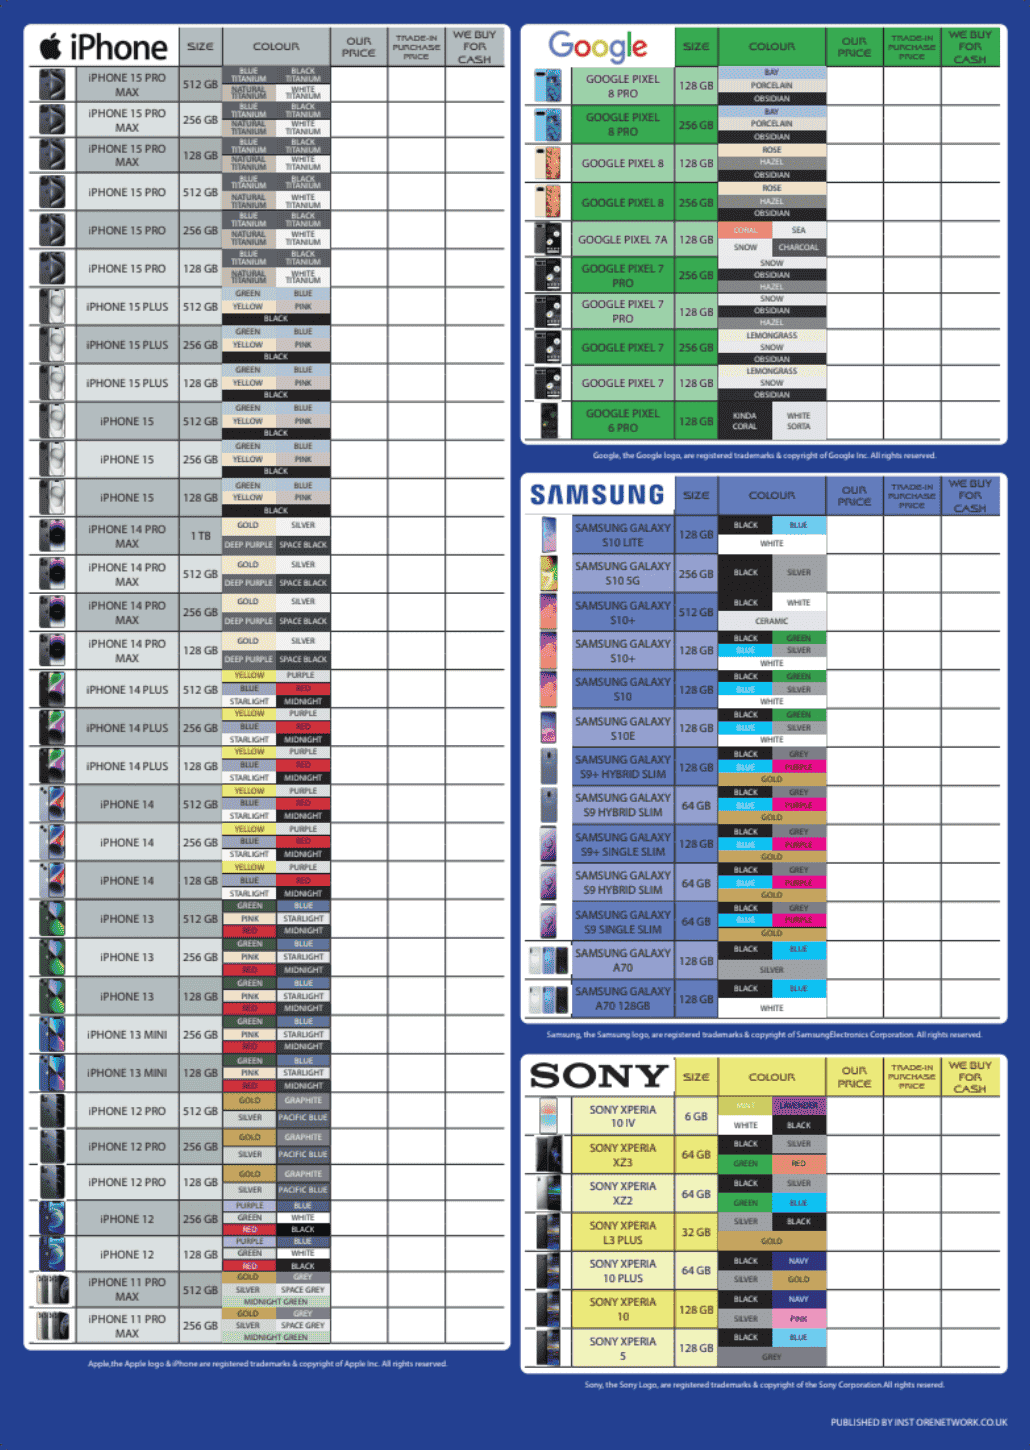 iPhone SIZE COLOUR OUR PRICE TRADE-IN PURCHASE PRICE WE BUY FOR CASH
iPHONE 15 PRO MAX 512 GB BLUE TITANIUM BLACK TITANIUM NATURAL TITANIUM WHITE TITANIUM
iPHONE 15 PRO MAX 256 GB BLUE TITANIUM BLACK TITANIUM NATURAL TITANIUM WHITE TITANIUM
iPHONE 15 PRO MAX 128 GB BLUE TITANIUM BLACK TITANIUM NATURAL TITANIUM WHITE TITANIUM
iPHONE 15 PRO 512 GB BLUE TITANIUM BLACK TITANIUM NATURAL TITANIUM WHITE TITANIUM
iPHONE 15 PRO 256 GB BLUE TITANIUM BLACK TITANIUM NATURAL TITANIUM WHITE TITANIUM
iPHONE 15 PRO 128 GB BLUE TITANIUM BLACK TITANIUM NATURAL TITANIUM WHITE TITANIUM
iPHONE 15 PLUS 512 GB GREEN BLUE YELLOW PINK BLACK
iPHONE 15 PLUS 256 GB GREEN BLUE YELLOW PINK BLACK
iPHONE 15 PLUS 128 GB GREEN BLUE YELLOW PINK BLACK
iPHONE 15 512 GB GREEN BLUE YELLOW PINK BLACK
iPHONE 15 256 GB GREEN BLUE YELLOW PINK BLACK
iPHONE 15 128 GB GREEN BLUE YELLOW PINK BLACK
iPHONE 14 PRO MAX 1 TB GOLD SILVER DEEP PURPLE SPACE BLACK
iPHONE 14 PRO MAX 512 GB GOLD SILVER DEEP PURPLE SPACE BLACK
iPHONE 14 PRO MAX 256 GB GOLD SILVER DEEP PURPLE SPACE BLACK
iPHONE 14 PRO MAX 128 GB GOLD SILVER DEEP PURPLE SPACE BLACK
iPHONE 14 PLUS 512 GB YELLOW PURPLE BLUE RED STARLIGHT MIDNIGHT
iPHONE 14 PLUS 256 GB YELLOW PURPLE BLUE RED STARLIGHT MIDNIGHT
iPHONE 14 PLUS 128 GB YELLOW PURPLE BLUE RED STARLIGHT MIDNIGHT
iPHONE 14 512 GB YELLOW PURPLE BLUE RED STARLIGHT MIDNIGHT
iPHONE 14 256 GB YELLOW PURPLE BLUE RED STARLIGHT MIDNIGHT
iPHONE 14 128 GB YELLOW PURPLE BLUE RED STARLIGHT MIDNIGHT
iPHONE 13 512 GB GREEN BLUE PINK STARLIGHT RED MIDNIGHT
iPHONE 13 256 GB GREEN BLUE PINK STARLIGHT RED MIDNIGHT
iPHONE 13 128 GB GREEN BLUE PINK STARLIGHT RED MIDNIGHT
iPHONE 13 MINI 256 GB GREEN BLUE PINK STARLIGHT RED MIDNIGHT
iPHONE 13 MINI 128 GB GREEN BLUE PINK STARLIGHT RED MIDNIGHT
iPHONE 12 PRO 512 GB GOLD GRAPHITE SILVER PACIFIC BLUE
iPHONE 12 PRO 256 GB GOLD GRAPHITE SILVER PACIFIC BLUE
iPHONE 12 PRO 128 GB GOLD GRAPHITE SILVER PACIFIC BLUE
iPHONE 12 256 GB PURPLE BLUE GREEN WHITE RED BLACK
iPHONE 12 128 GB PURPLE BLUE GREEN WHITE RED BLACK
iPHONE 11 PRO MAX 512 GB GOLD GREY SILVER SPACE GREY MIDNIGHT GREEN
iPHONE 11 PRO MAX 256 GB GOLD GREY SILVER SPACE GREY MIDNIGHT GREEN
Apple,the Apple logo & iPhone are registered trademarks & copyright of Apple Inc. All rights reserved.
Google SIZE COLOUR OUR PRICE TRADE-IN PURCHASE PRICE WE BUY FOR CASH
GOOGLE PIXEL 8 PRO 128 GB BAY PORCELAIN OBSIDIAN
GOOGLE PIXEL 8 PRO 256 GB BAY PORCELAIN OBSIDIAN
GOOGLE PIXEL 8 128 GB ROSE HAZEL OBSIDIAN
GOOGLE PIXEL 8 256 GB ROSE HAZEL OBSIDIAN
GOOGLE PIXEL 7A 128 GB CORAL SEA SNOW CHARCOAL
GOOGLE PIXEL 7 PRO 256 GB SNOW OBSIDIAN HAZEL
GOOGLE PIXEL 7 PRO 128 GB SNOW OBSIDIAN HAZEL
GOOGLE PIXEL 7 256 GB LEMONGRASS SNOW OBSIDIAN
GOOGLE PIXEL 7 128 GB LEMONGRASS SNOW OBSIDIAN
GOOGLE PIXEL 6 PRO 128 GB KINDA CORAL WHITE SORTA
Google, the Google logo, are registered trademarks & copyright of Google Inc. All rights reserved.
SAMSUNG SIZE COLOUR OUR PRICE TRADE-IN PURCHASE PRICE WE BUY FOR CASH
SAMSUNG GALAXY S10 LITE 128 GB BLACK BLUE WHITE
SAMSUNG GALAXY S10 5G 256 GB BLACK SILVER
SAMSUNG GALAXY S10+ 512 GB BLACK WHITE CERAMIC
SAMSUNG GALAXY S10+ 128 GB BLACK GREEN BLUE SILVER WHITE
SAMSUNG GALAXY S10 128 GB BLACK GREEN BLUE SILVER WHITE
SAMSUNG GALAXY S10E 128 GB BLACK GREEN BLUE SILVER WHITE
SAMSUNG GALAXY S9+ HYBRID SLIM 128 GB BLACK GREY BLUE PURPLE GOLD
SAMSUNG GALAXY S9 HYBRID SLIM 64 GB BLACK GREY BLUE PURPLE GOLD
SAMSUNG GALAXY S9+ SINGLE SLIM 128 GB BLACK GREY BLUE PURPLE GOLD
SAMSUNG GALAXY S9 HYBRID SLIM 64 GB BLACK GREY BLUE PURPLE GOLD
SAMSUNG GALAXY S9 SINGLE SLIM 64 GB BLACK GREY BLUE PURPLE GOLD
SAMSUNG GALAXY A70 128 GB BLACK BLUE SILVER
SAMSUNG GALAXY A70 128GB 128 GB BLACK BLUE WHITE
Samsung, the Samsung logo, are registered trademarks & copyright of SamsungElectronics Corporation. All rights reserved.
SONY SIZE COLOUR OUR PRICE TRADE-IN PURCHASE PRICE WE BUY FOR CASH
SONY XPERIA 10 IV 6 GB MINT LAVENDER WHITE BLACK
SONY XPERIA XZ3 64 GB BLACK SILVER GREEN RED
SONY XPERIA XZ2 64 GB BLACK SILVER GREEN BLUE
SONY XPERIA L3 PLUS 32 GB SILVER BLACK GOLD
SONY XPERIA 10 PLUS 64 GB BLACK NAVY SILVER GOLD
SONY XPERIA 10 128 GB BLACK NAVY SILVER PINK
SONY XPERIA 5 128 GB BLACK BLUE GREY
Sony, the Sony Logo, are registered trademarks & copyright of the Sony Corporation All rights resered.
PUBLISHED BY INST ORENETWORK.CO.UK